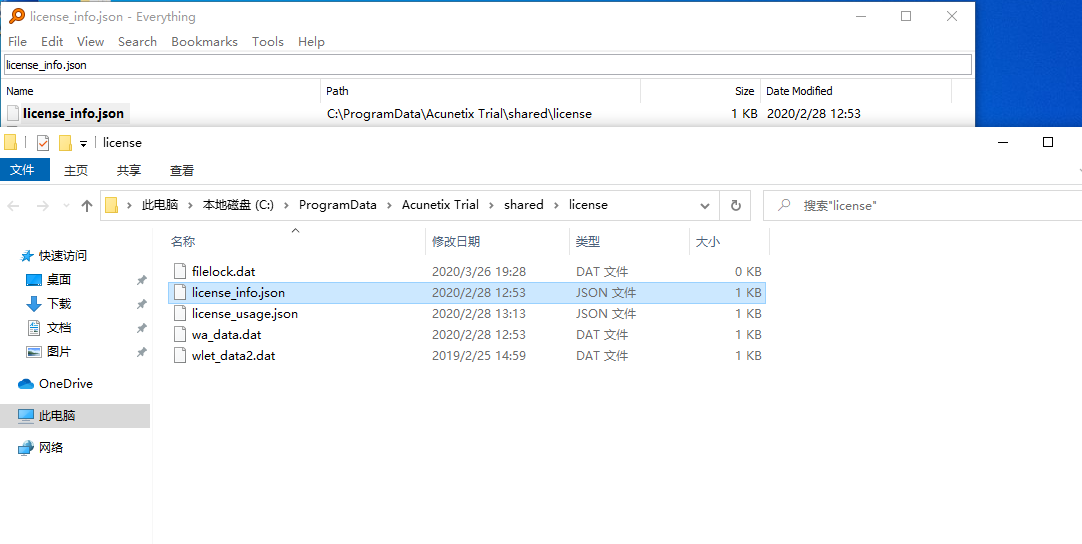 license_info.json - Everything
File Edit View Search Bookmarks Tools Help
license_info.json
Name Path Size Date Modified
license_info.json C:\ProgramData\Acunetix Trial\shared\license 1 KB 2020/2/28 12:53
license
文件 主页 共享 查看
此电脑 本地磁盘 (C:) ProgramData Acunetix Trial shared license 搜索"license"
名称 修改日期 类型 大小
快速访问
桌面
下载
文档
图片
OneDrive
此电脑
网络
filelock.dat 2020/3/26 19:28 DAT 文件 0 KB
license_info.json 2020/2/28 12:53 JSON 文件 1 KB
license_usage.json 2020/2/28 13:13 JSON 文件 1 KB
wa_data.dat 2020/2/28 12:53 DAT 文件 1 KB
wlet_data2.dat 2019/2/25 14:59 DAT 文件 1 KB